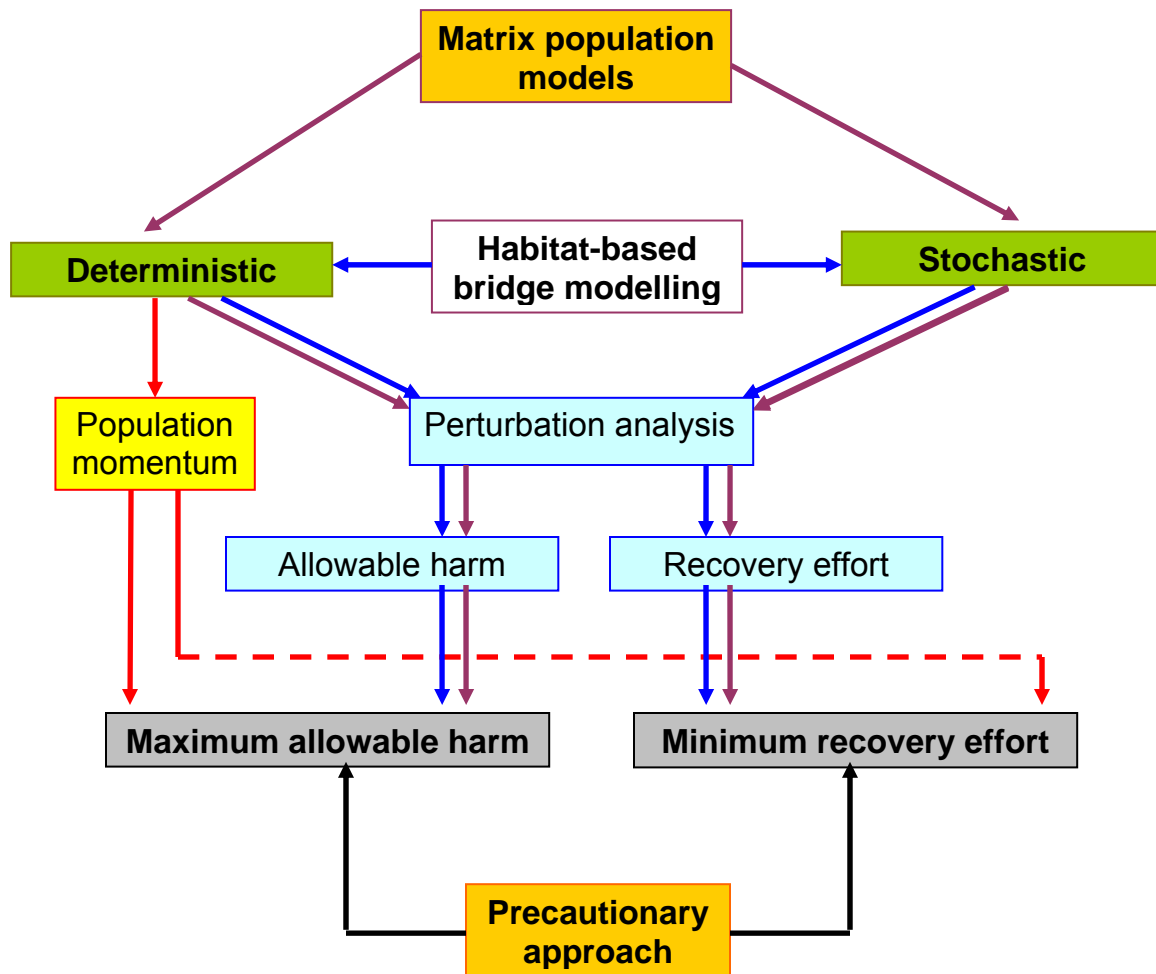 Matrix population
models
Deterministic
Habitat-based
bridge modelling
Stochastic
Population
momentum
Perturbation analysis
Allowable harm
Recovery effort
Maximum allowable harm
Minimum recovery effort
Precautionary
approach